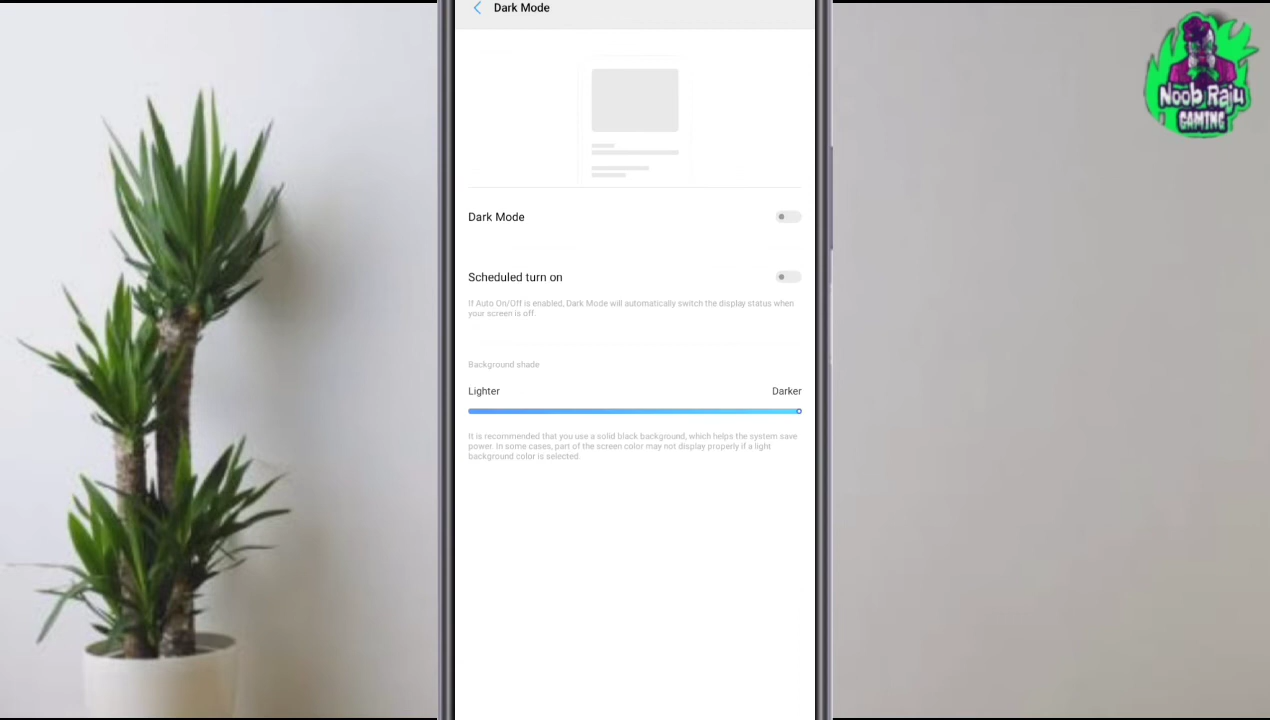 Dark Mode
Noob Raju
GAMING
Dark Mode
Scheduled turn on
If Auto On/Off is enabled, Dark Mode will automatically switch the display status when
your screen is off.
Background shade
Lighter Darker
It is recommended that you use a solid black background, which helps the system save
power. In some cases, part of the screen color may not display properly if a light
background color is selected.